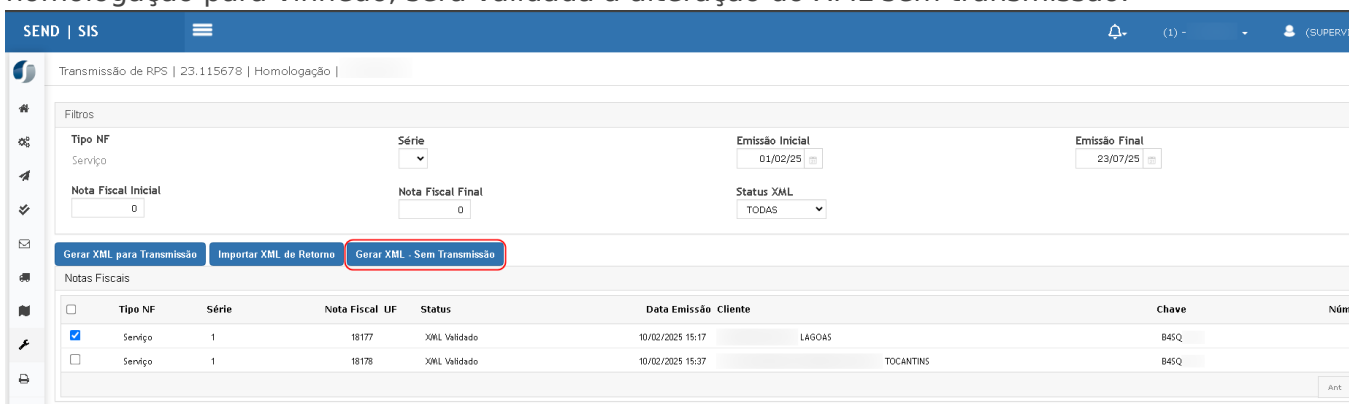 homologação para Vinhedo, será validada a alteração do XML sem transmissão.
SEND | SIS (1) - (SUPERVI
Transmissão de RPS | 23.115678 | Homologação |
Filtros
Tipo NF Série Emissão Inicial Emissão Final
Serviço 01/02/25 23/07/25
Nota Fiscal Inicial Nota Fiscal Final Status XML
0 0 TODAS
Gerar XML para Transmissão Importar XML de Retorno Gerar XML - Sem Transmissão
Notas Fiscais
Tipo NF Série Nota Fiscal UF Status Data Emissão Cliente Chave Núm
Serviço 1 18177 XML Validado 10/02/2025 15:17 LAGOAS B4SQ
Serviço 1 18178 XML Validado 10/02/2025 15:37 TOCANTINS B4SQ
Ant